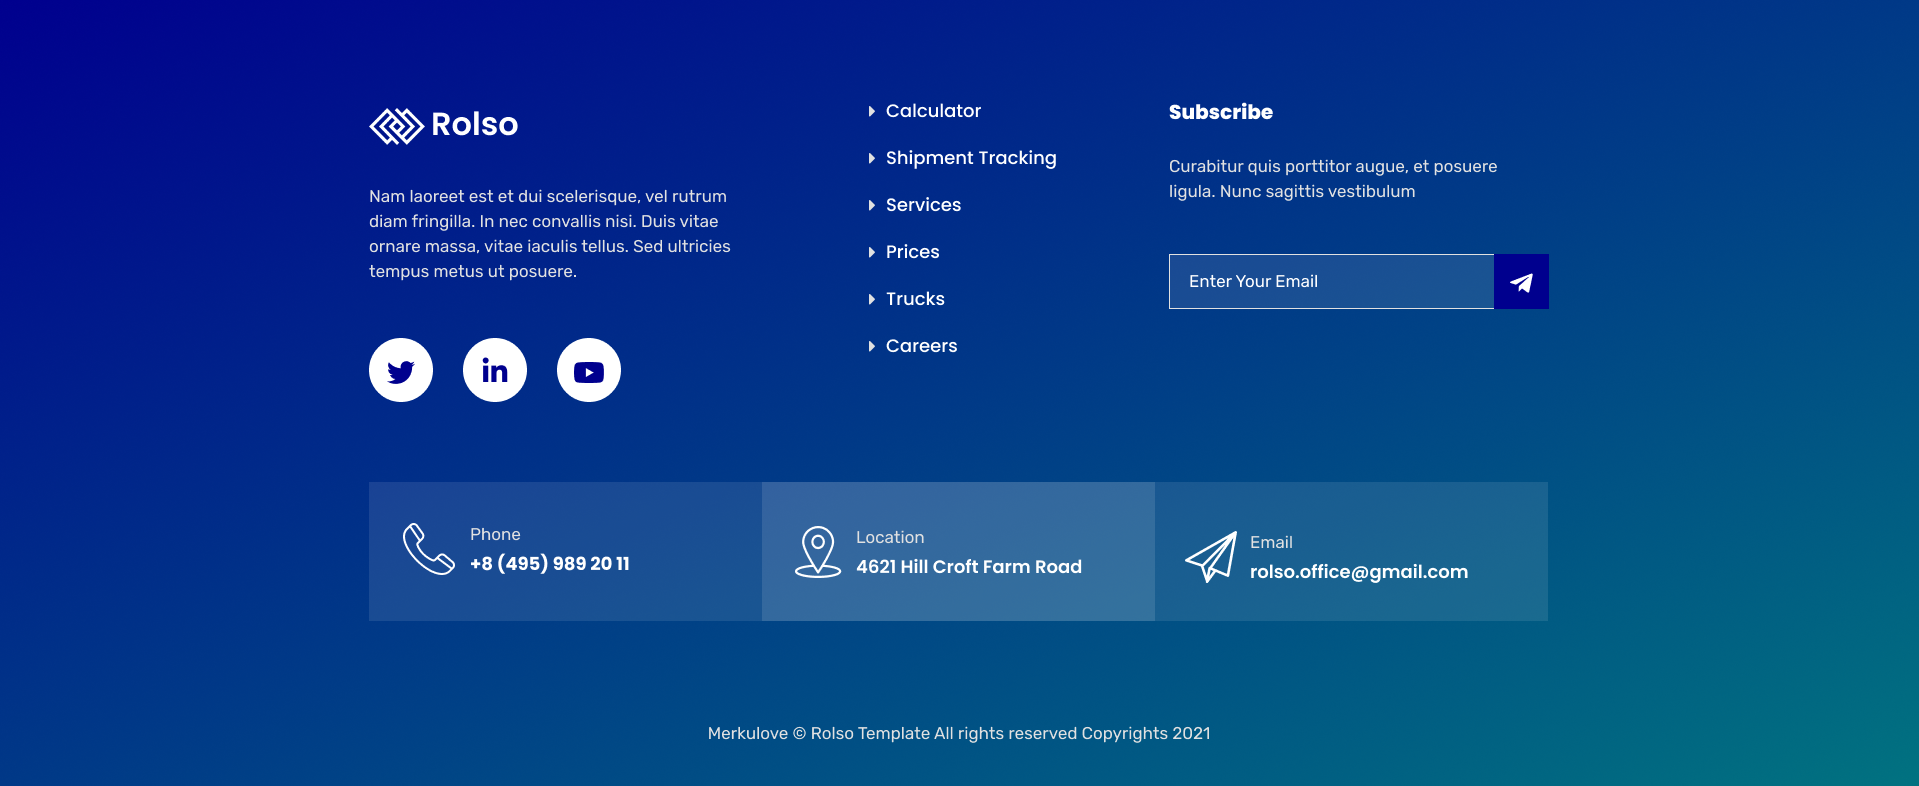 Rolso
Nam laoreet est et dui scelerisque, vel rutrum
diam fringilla. In nec convallis nisi. Duis vitae
ornare massa, vitae iaculis tellus. Sed ultricies
tempus metus ut posuere.
in
Calculator
Shipment Tracking
Services
Prices
Trucks
Careers
Subscribe
Curabitur quis porttitor augue, et posuere
ligula. Nunc sagittis vestibulum
Enter Your Email
Phone
+8 (495) 989 20 11
Location
4621 Hill Croft Farm Road
Email
rolso.office@gmail.com
Merkulove © Rolso Template All rights reserved Copyrights 2021